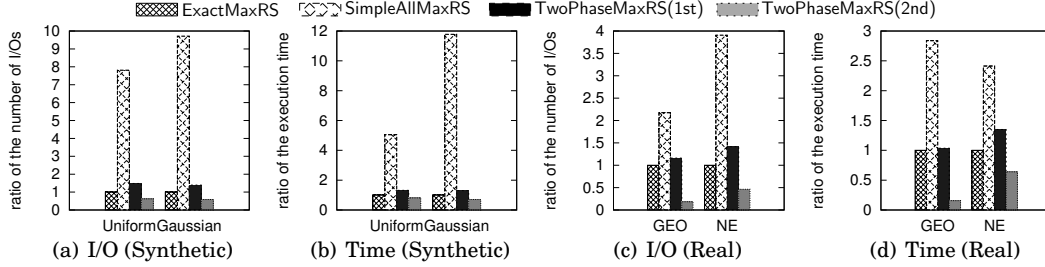 ExactMaxRS SimpleAllMaxRS TwoPhaseMaxRS(1st) TwoPhaseMaxRS(2nd)
ratio of the number of I/Os
10
9
8
7
6
5
4
3
2
1
0
UniformGaussian
(a) I/O (Synthetic)
ratio of the execution time
12
10
8
6
4
2
0
UniformGaussian
(b) Time (Synthetic)
ratio of the number of I/Os
4
3.5
3
2.5
2
1.5
1
0.5
0
GEO NE
(c) I/O (Real)
ratio of the execution time
3
2.5
2
1.5
1
0.5
0
GEO NE
(d) Time (Real)